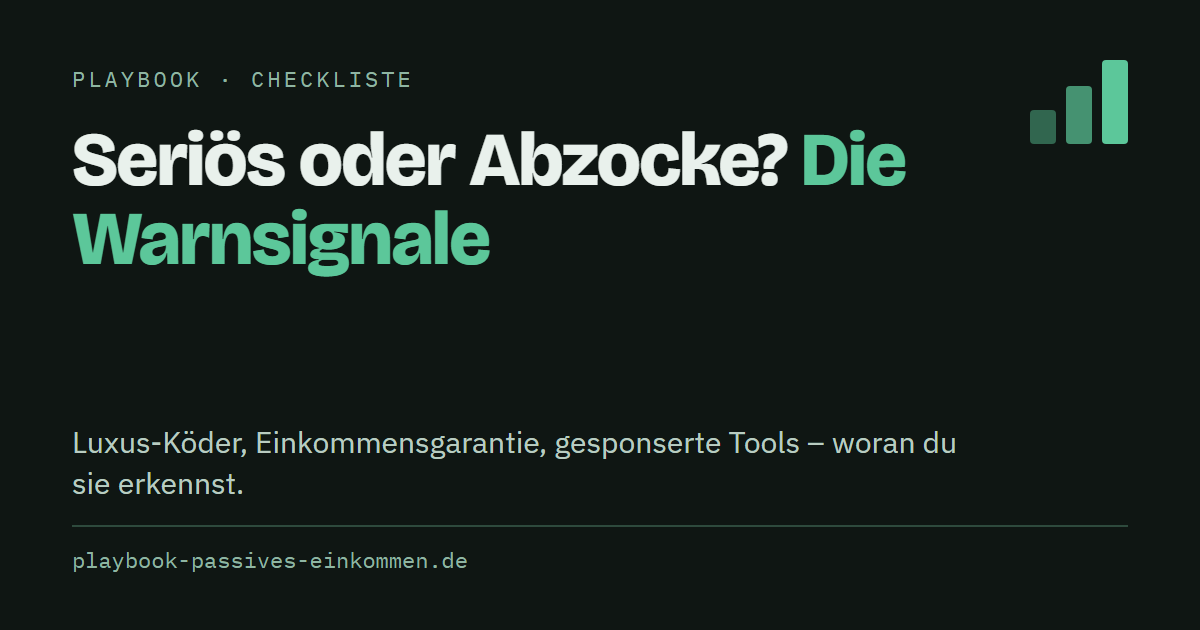 PLAYBOOK · CHECKLISTE
Seriös oder Abzocke? Die
Warnsignale
Luxus-Köder, Einkommensgarantie, gesponserte Tools – woran du
sie erkennst.
playbook-passives-einkommen.de